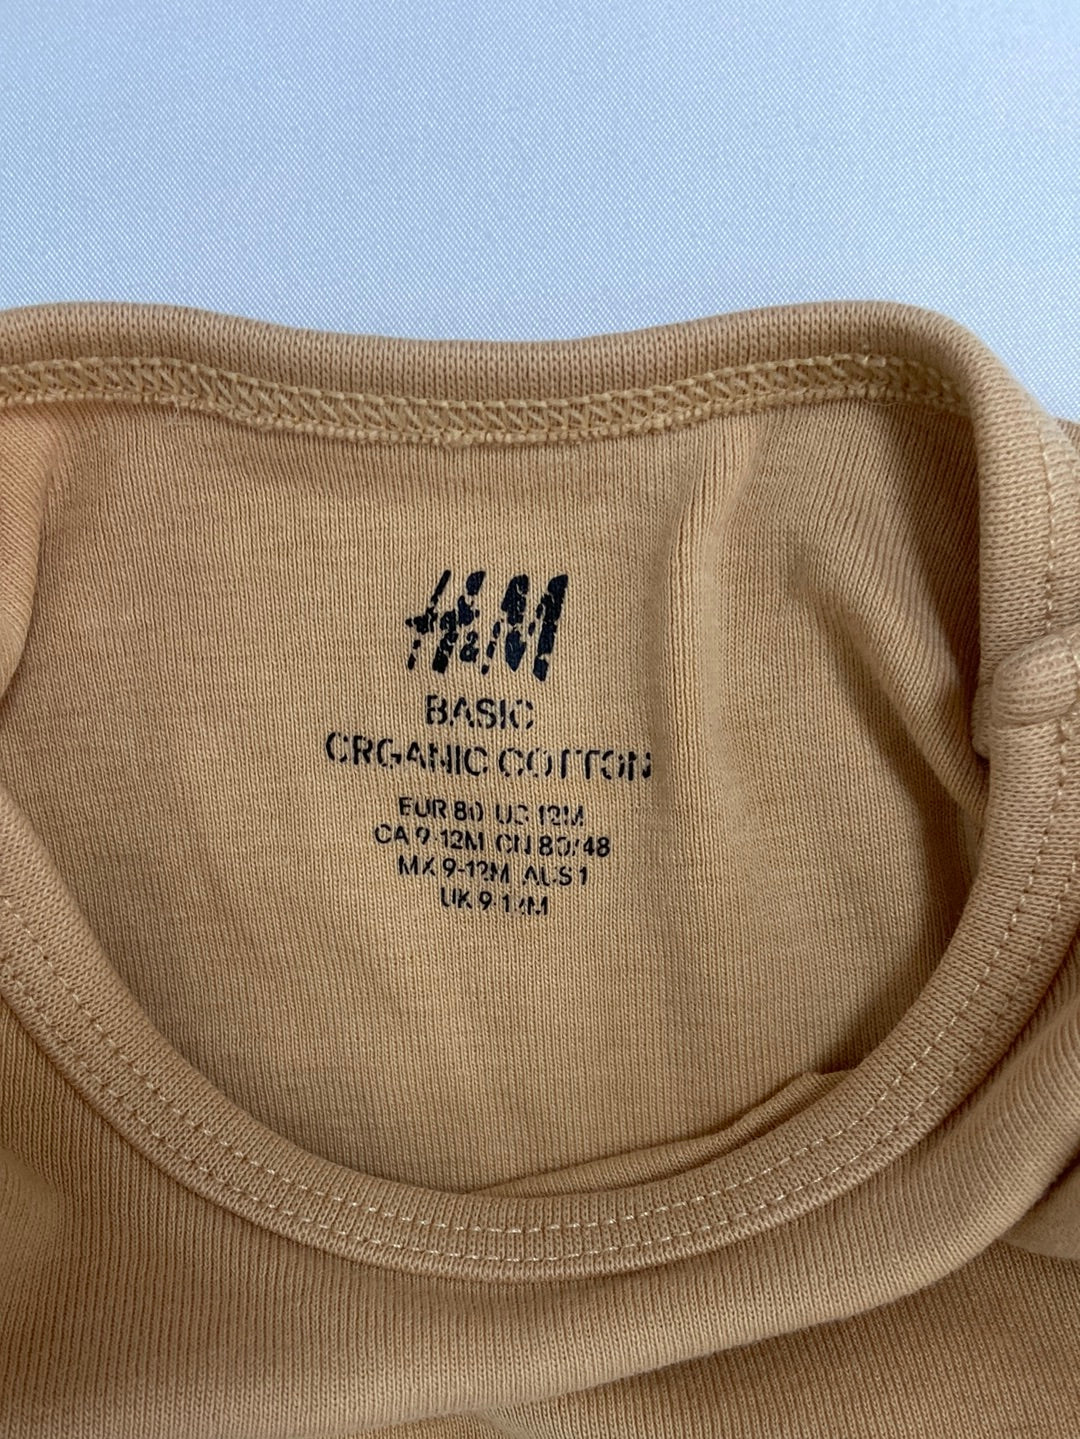 H&M
BASIC
ORGANIC COTTON
EUR 80 US 12M
CA 9-12M CN 80/48
MX 9-12M AUS 1
UK 9-12M